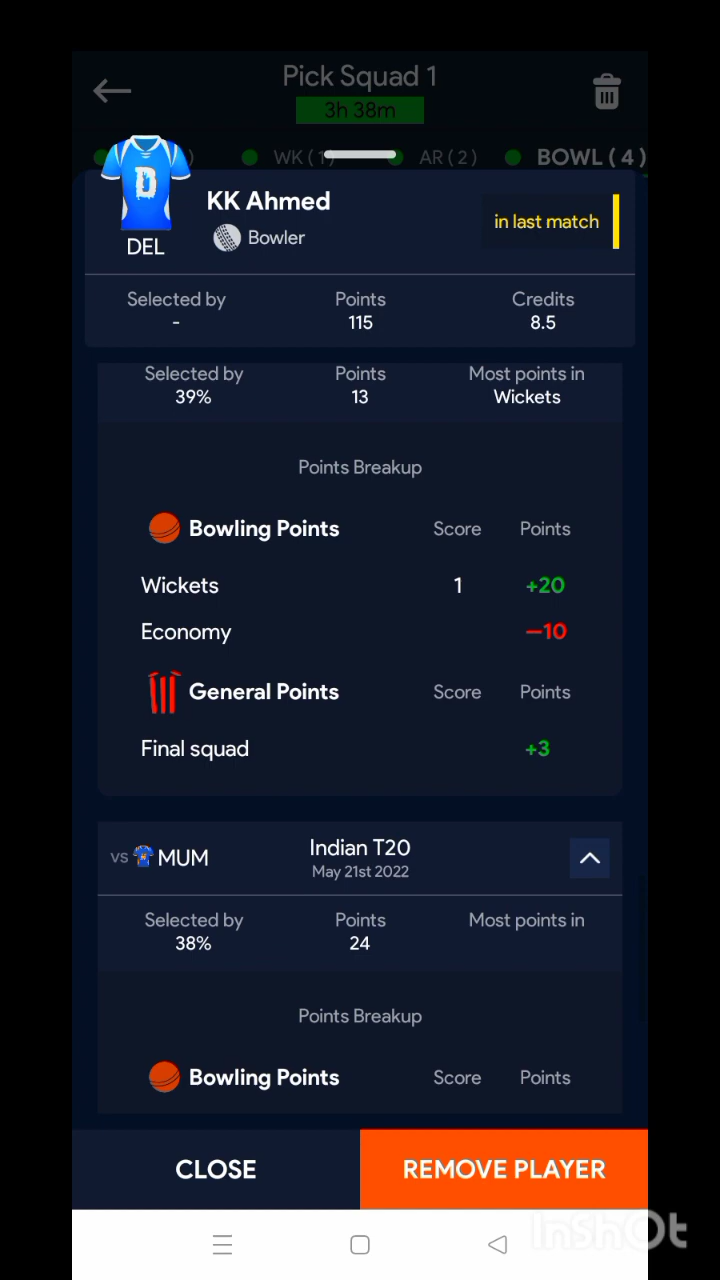 Pick Squad 1
3h 38m
WK ( 1 AR ( 2 ) BOWL ( 4 )
D
DEL
KK Ahmed
Bowler
in last match
Selected by Points Credits
- 115 8.5
Selected by Points Most points in
39% 13 Wickets
Points Breakup
Bowling Points Score Points
Wickets 1 +20
Economy −10
General Points Score Points
Final squad +3
VS MUM Indian T20
May 21st 2022
Selected by Points Most points in
38% 24
Points Breakup
Bowling Points Score Points
CLOSE REMOVE PLAYER
InShOt